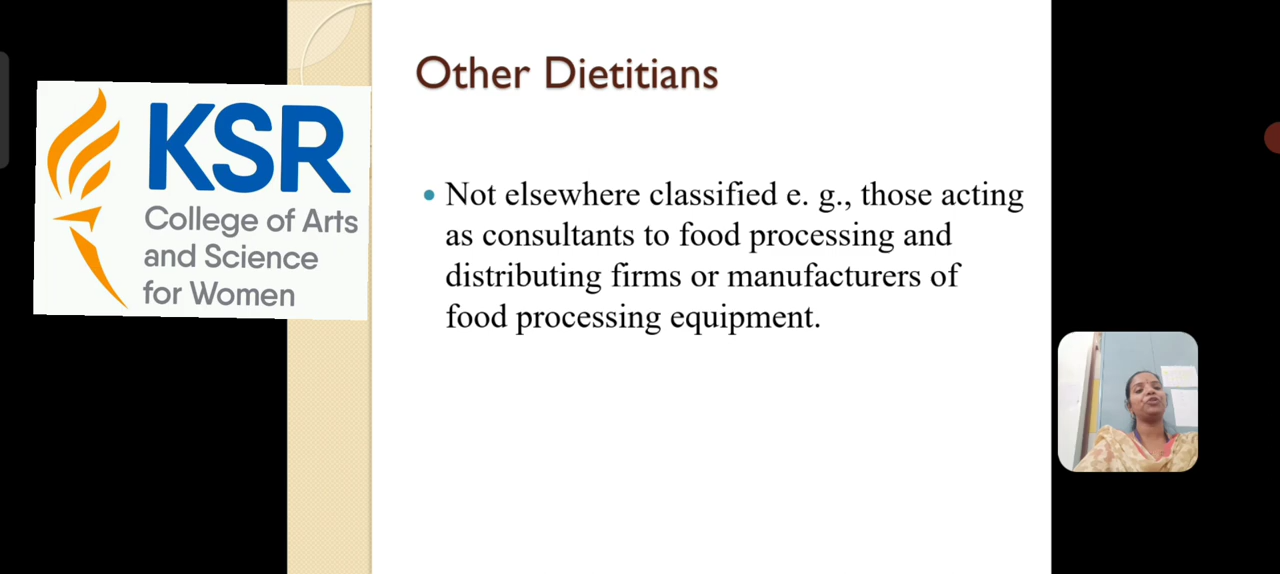 Other Dietitians
KSR
College of Arts
and Science
for Women
Not elsewhere classified e. g., those acting
as consultants to food processing and
distributing firms or manufacturers of
food processing equipment.